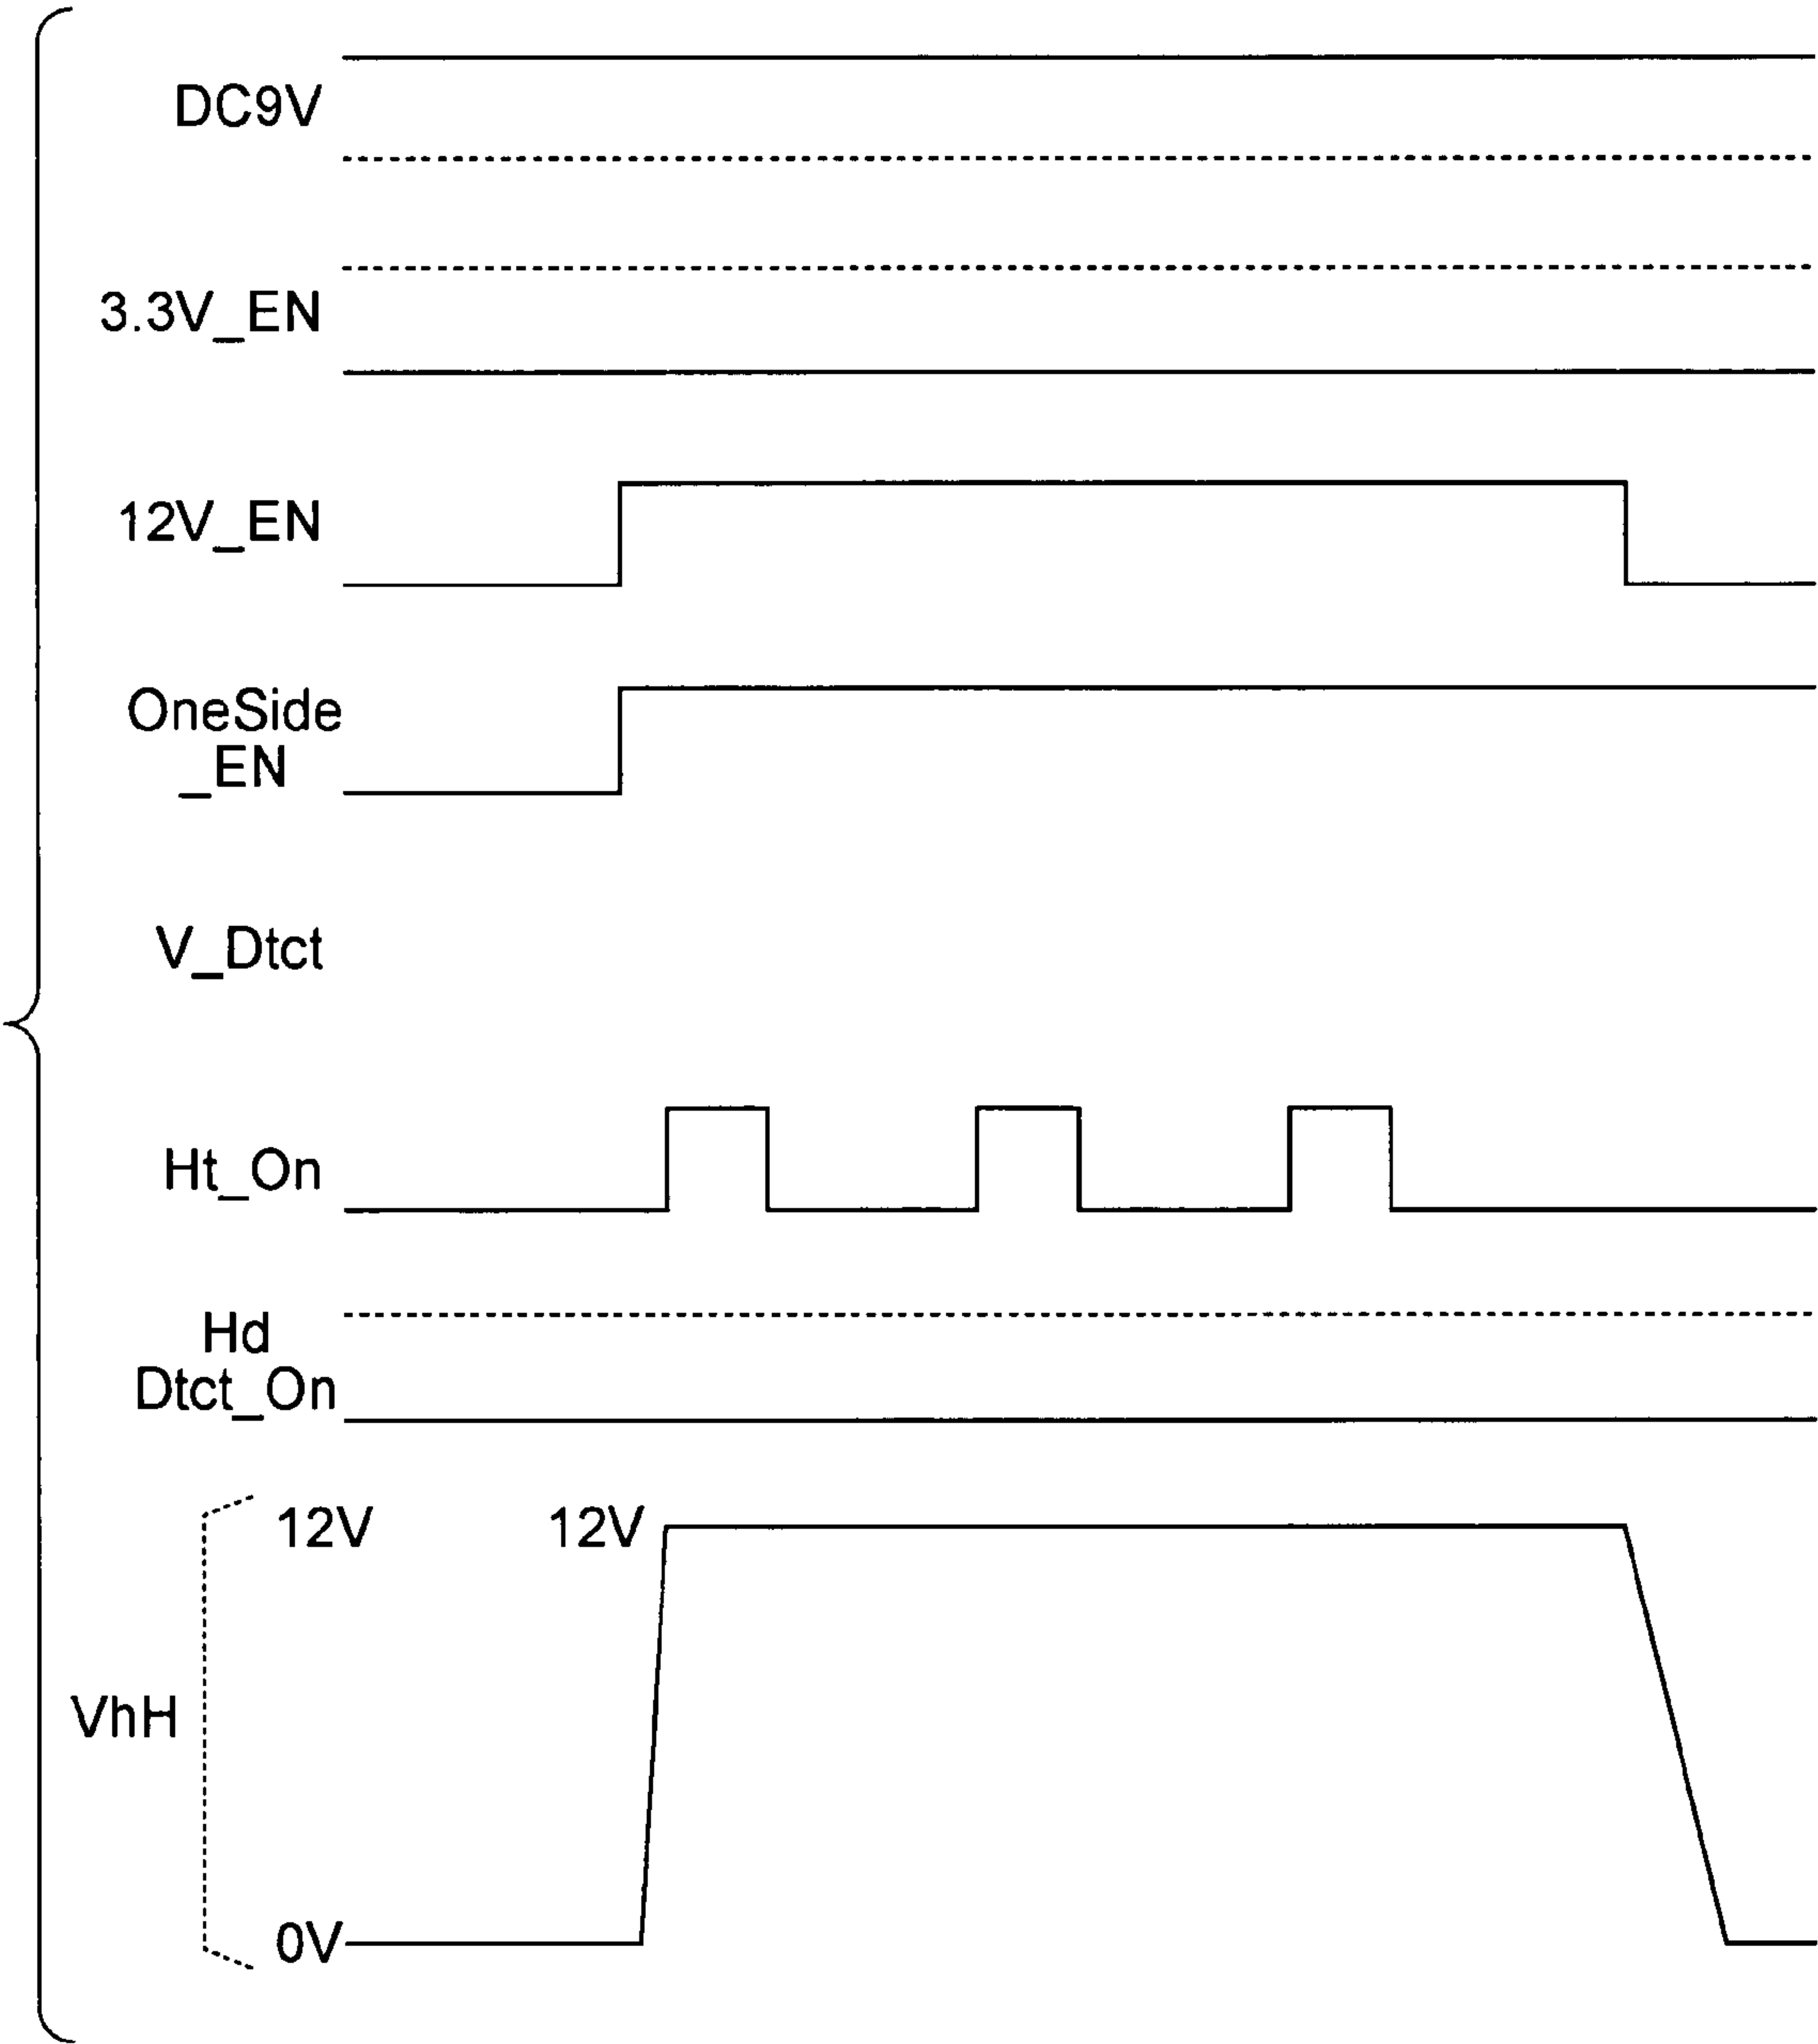 DC9V
3.3V_EN
12V_EN
OneSide
_EN
V_Dtct
Ht_On
Hd
Dtct_On
12V 12V
VhH
0V